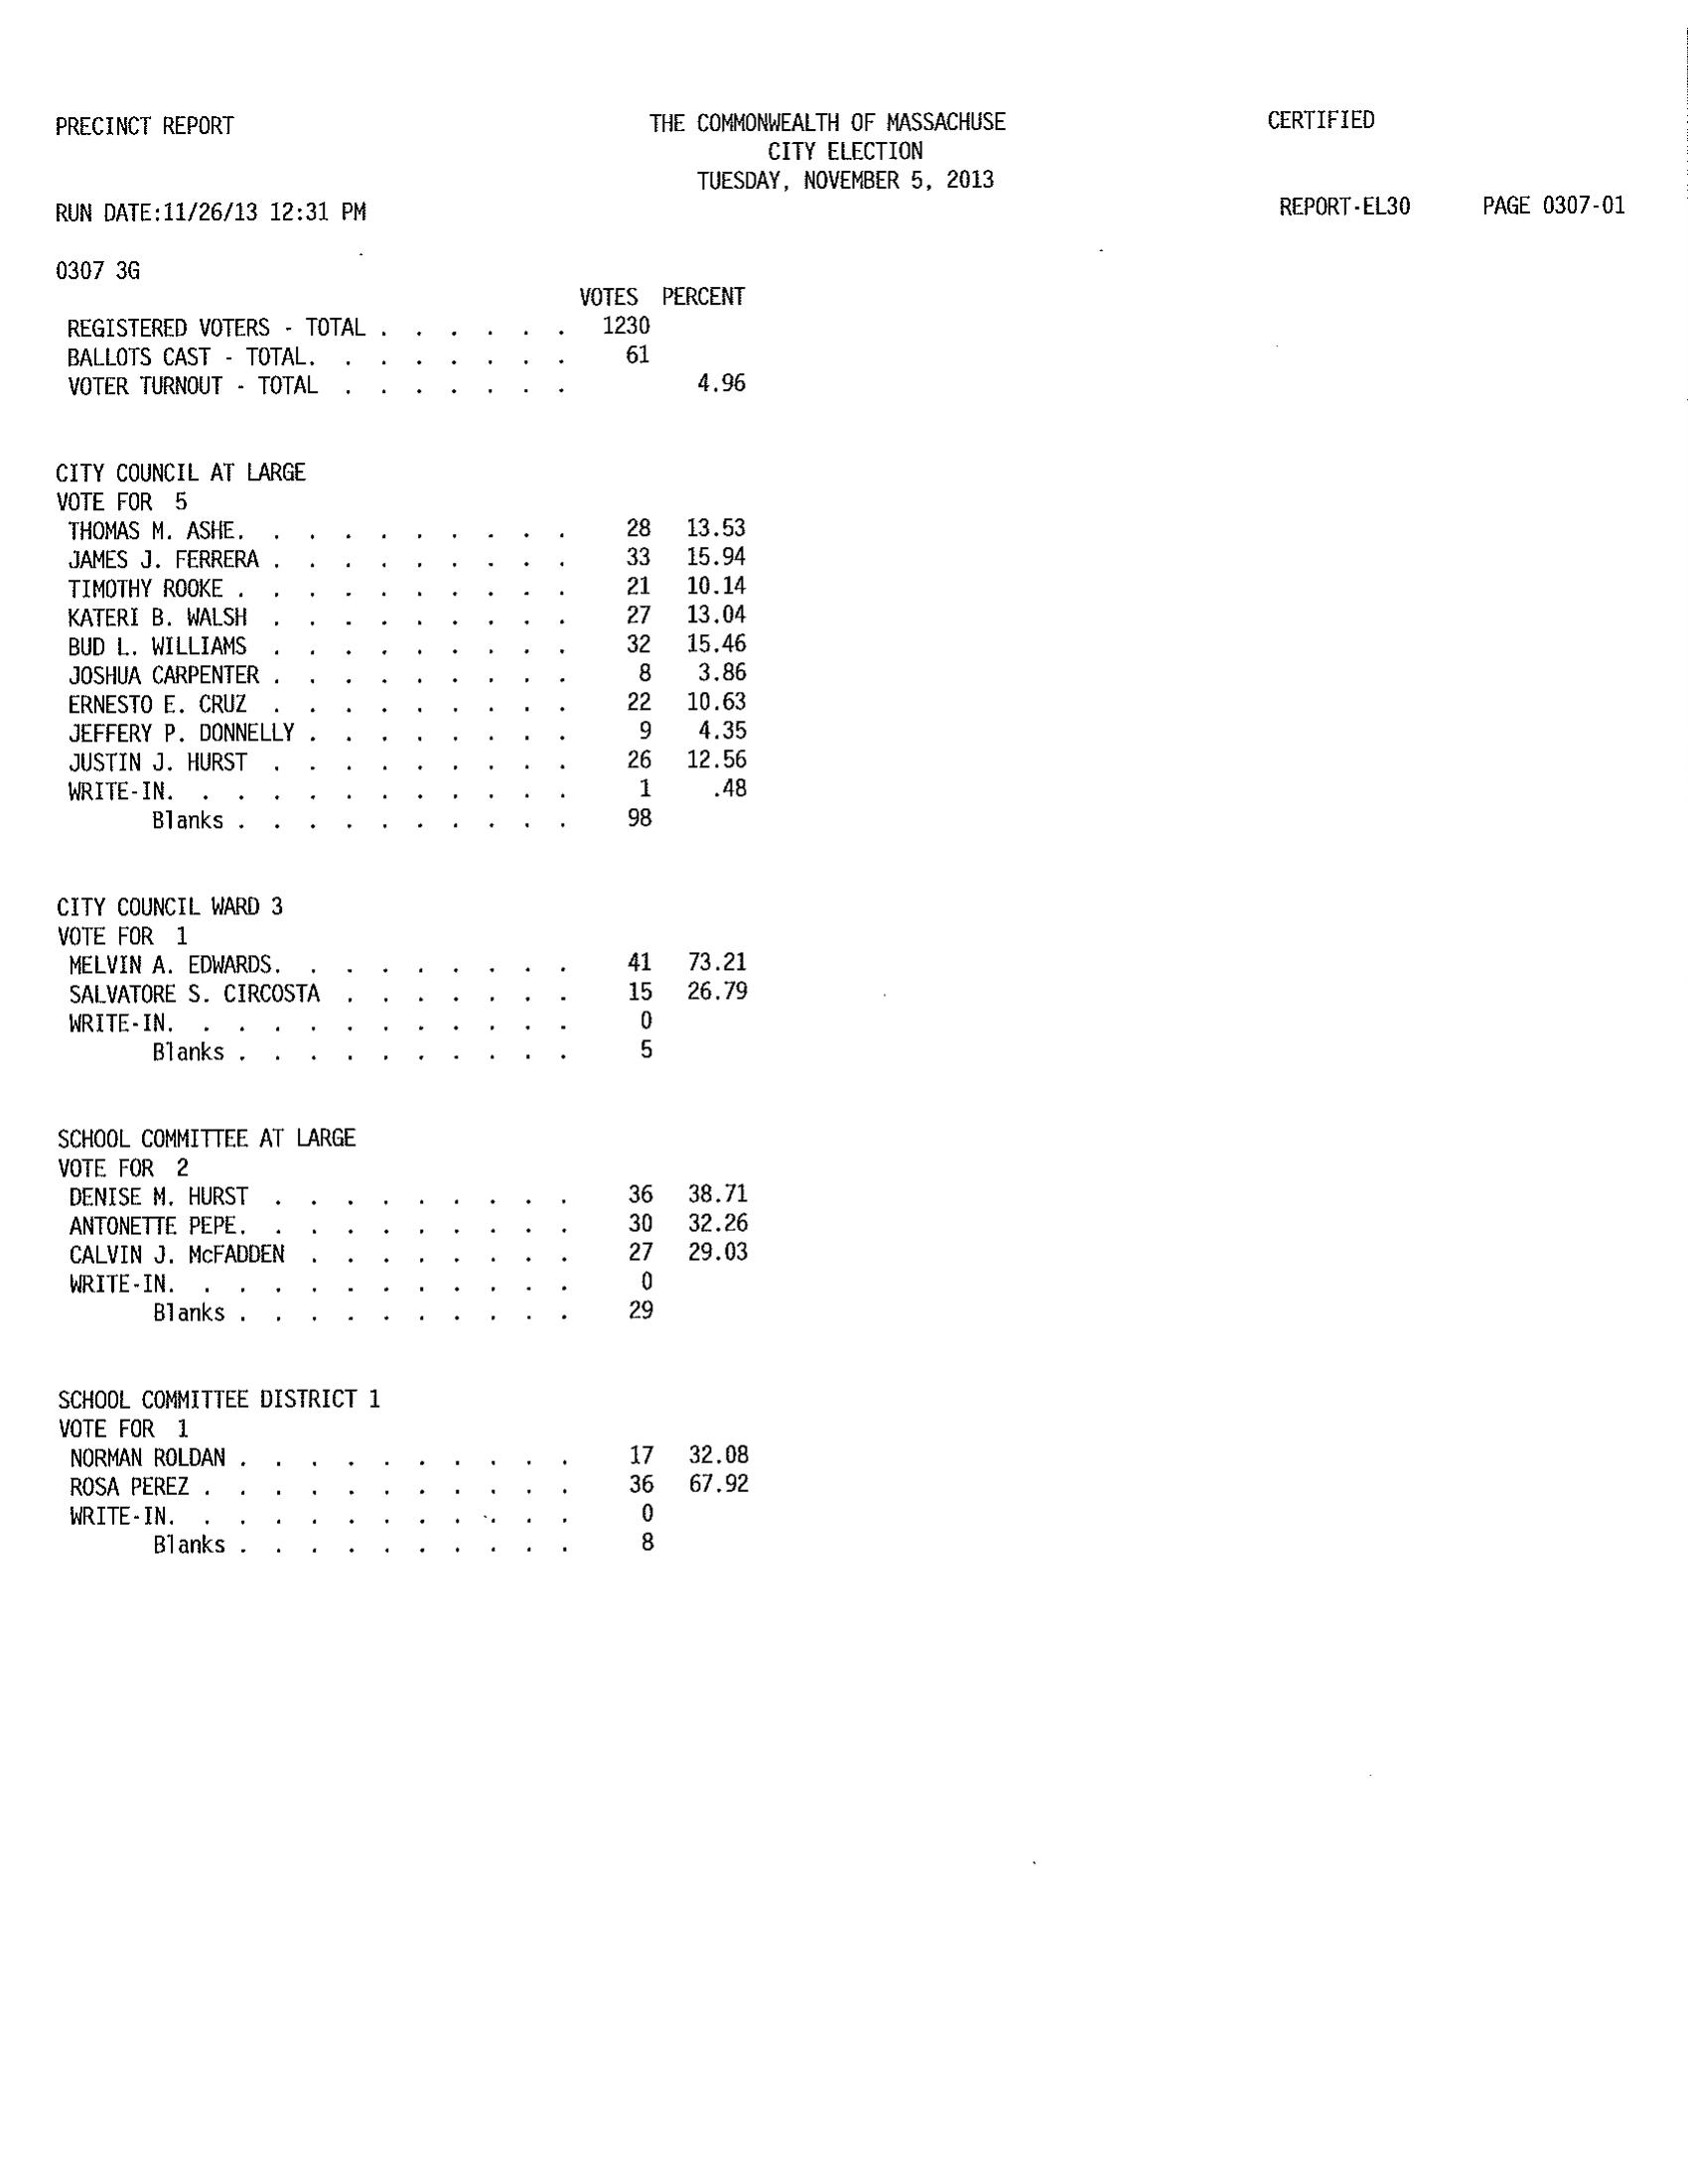 PRECINCT REPORT THE COMMONWEALTH OF MASSACHUSE CERTIFIED
CITY ELECTION
TUESDAY, NOVEMBER 5, 2013
RUN DATE:11/26/13 12:31 PM REPORT-EL30 PAGE 0307-01
0307 3G
VOTES PERCENT
REGISTERED VOTERS - TOTAL . . . . . . 1230
BALLOTS CAST - TOTAL. . . . . . . . 61
VOTER TURNOUT - TOTAL . . . . . . . 4.96
CITY COUNCIL AT LARGE
VOTE FOR 5
THOMAS M. ASHE. . . . . . . . . . 28 13.53
JAMES J. FERRERA . . . . . . . . . 33 15.94
TIMOTHY ROOKE . . . . . . . . . . 21 10.14
KATERI B. WALSH . . . . . . . . . 27 13.04
BUD L. WILLIAMS . . . . . . . . . 32 15.46
JOSHUA CARPENTER . . . . . . . . . 8 3.86
ERNESTO E. CRUZ . . . . . . . . . 22 10.63
JEFFERY P. DONNELLY . . . . . . . . 9 4.35
JUSTIN J. HURST . . . . . . . . . 26 12.56
WRITE-IN. . . . . . . . . . . . 1 .48
Blanks . . . . . . . . . . 98
CITY COUNCIL WARD 3
VOTE FOR 1
MELVIN A. EDWARDS. . . . . . . . . 41 73.21
SALVATORE S. CIRCOSTA . . . . . . . 15 26.79
WRITE-IN. . . . . . . . . . . . 0
Blanks . . . . . . . . . . 5
SCHOOL COMMITTEE AT LARGE
VOTE FOR 2
DENISE M. HURST . . . . . . . . . 36 38.71
ANTONETTE PEPE. . . . . . . . . . 30 32.26
CALVIN J. McFADDEN . . . . . . . . 27 29.03
WRITE-IN. . . . . . . . . . . . 0
Blanks . . . . . . . . . . 29
SCHOOL COMMITTEE DISTRICT 1
VOTE FOR 1
NORMAN ROLDAN . . . . . . . . . . 17 32.08
ROSA PEREZ . . . . . . . . . . . 36 67.92
WRITE-IN. . . . . . . . . . . . 0
Blanks . . . . . . . . . . 8